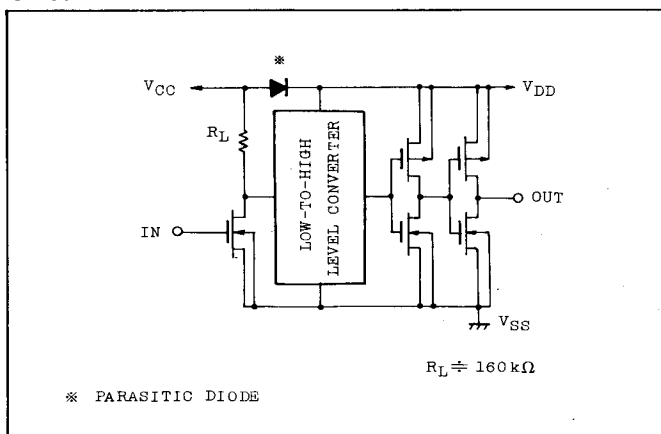 ※
VCC
VDD
RL
LOW-TO-HIGH
LEVEL CONVERTER
OUT
IN
VSS
RL ≒ 160kΩ
※ PARASITIC DIODE